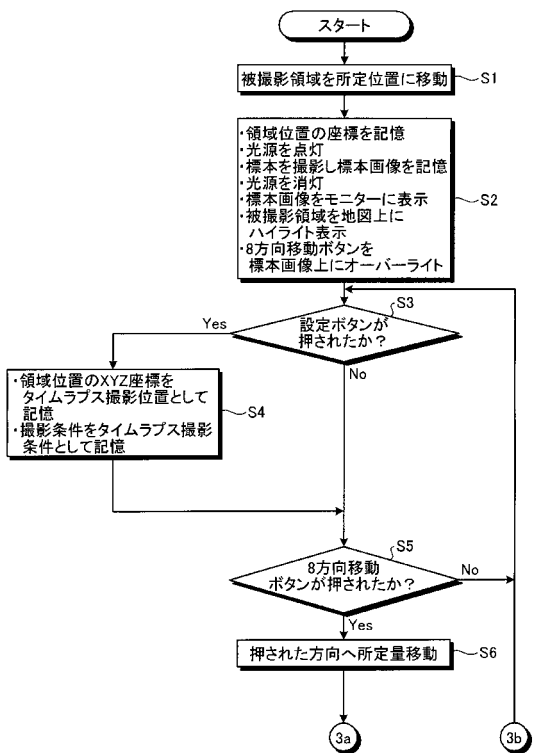 スタート
被撮影領域を所定位置に移動
S1
・領域位置の座標を記憶
・光源を点灯
・標本を撮影し標本画像を記憶
・光源を消灯
・標本画像をモニターに表示
・被撮影領域を地図上に
ハイライト表示
・8方向移動ボタンを
標本画像上にオーバーライト
S2
S3
設定ボタンが
押されたか?
Yes
No
・領域位置のXYZ座標を
タイムラプス撮影位置として
記憶
・撮影条件をタイムラプス撮影
条件として記憶
S4
S5
8方向移動
ボタンが押されたか?
No
Yes
押された方向へ所定量移動
S6
3a
3b